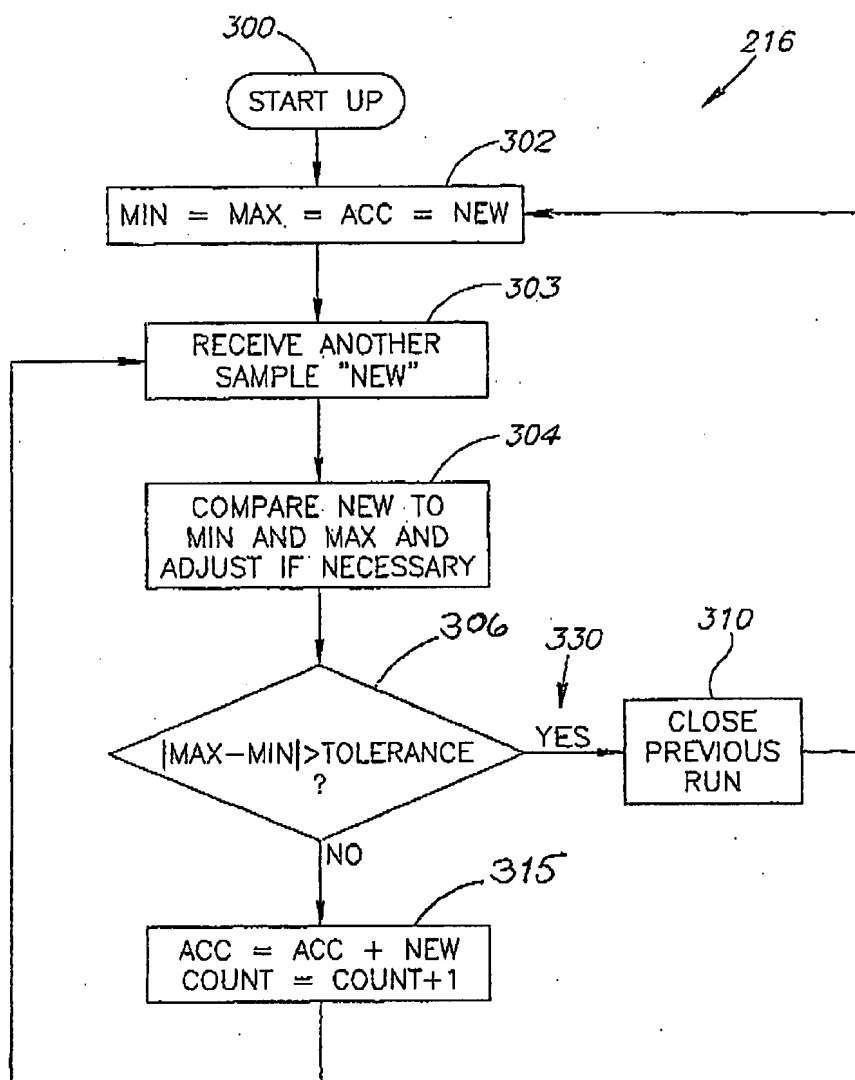 300
216
START UP
302
MIN = MAX = ACC = NEW
303
RECEIVE ANOTHER
SAMPLE "NEW"
304
COMPARE NEW TO
MIN AND MAX AND
ADJUST IF NECESSARY
306
330
310
|MAX-MIN|>TOLERANCE
?
YES
CLOSE
PREVIOUS
RUN
NO
315
ACC = ACC + NEW
COUNT = COUNT+1